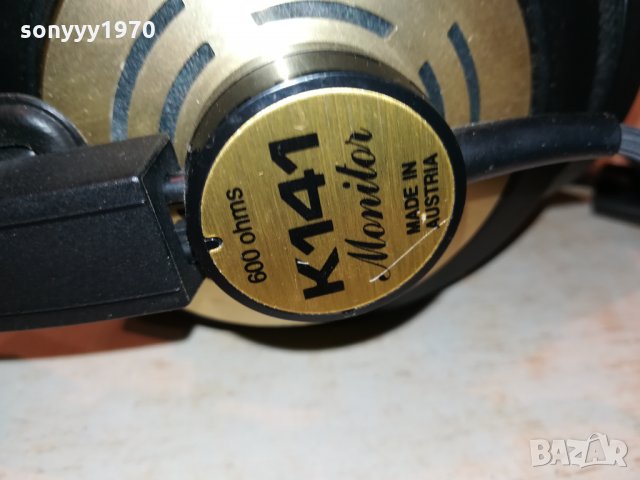 sonyyy1970
600 ohms
K141
Monitor
MADE IN
AUSTRIA
BAZAR